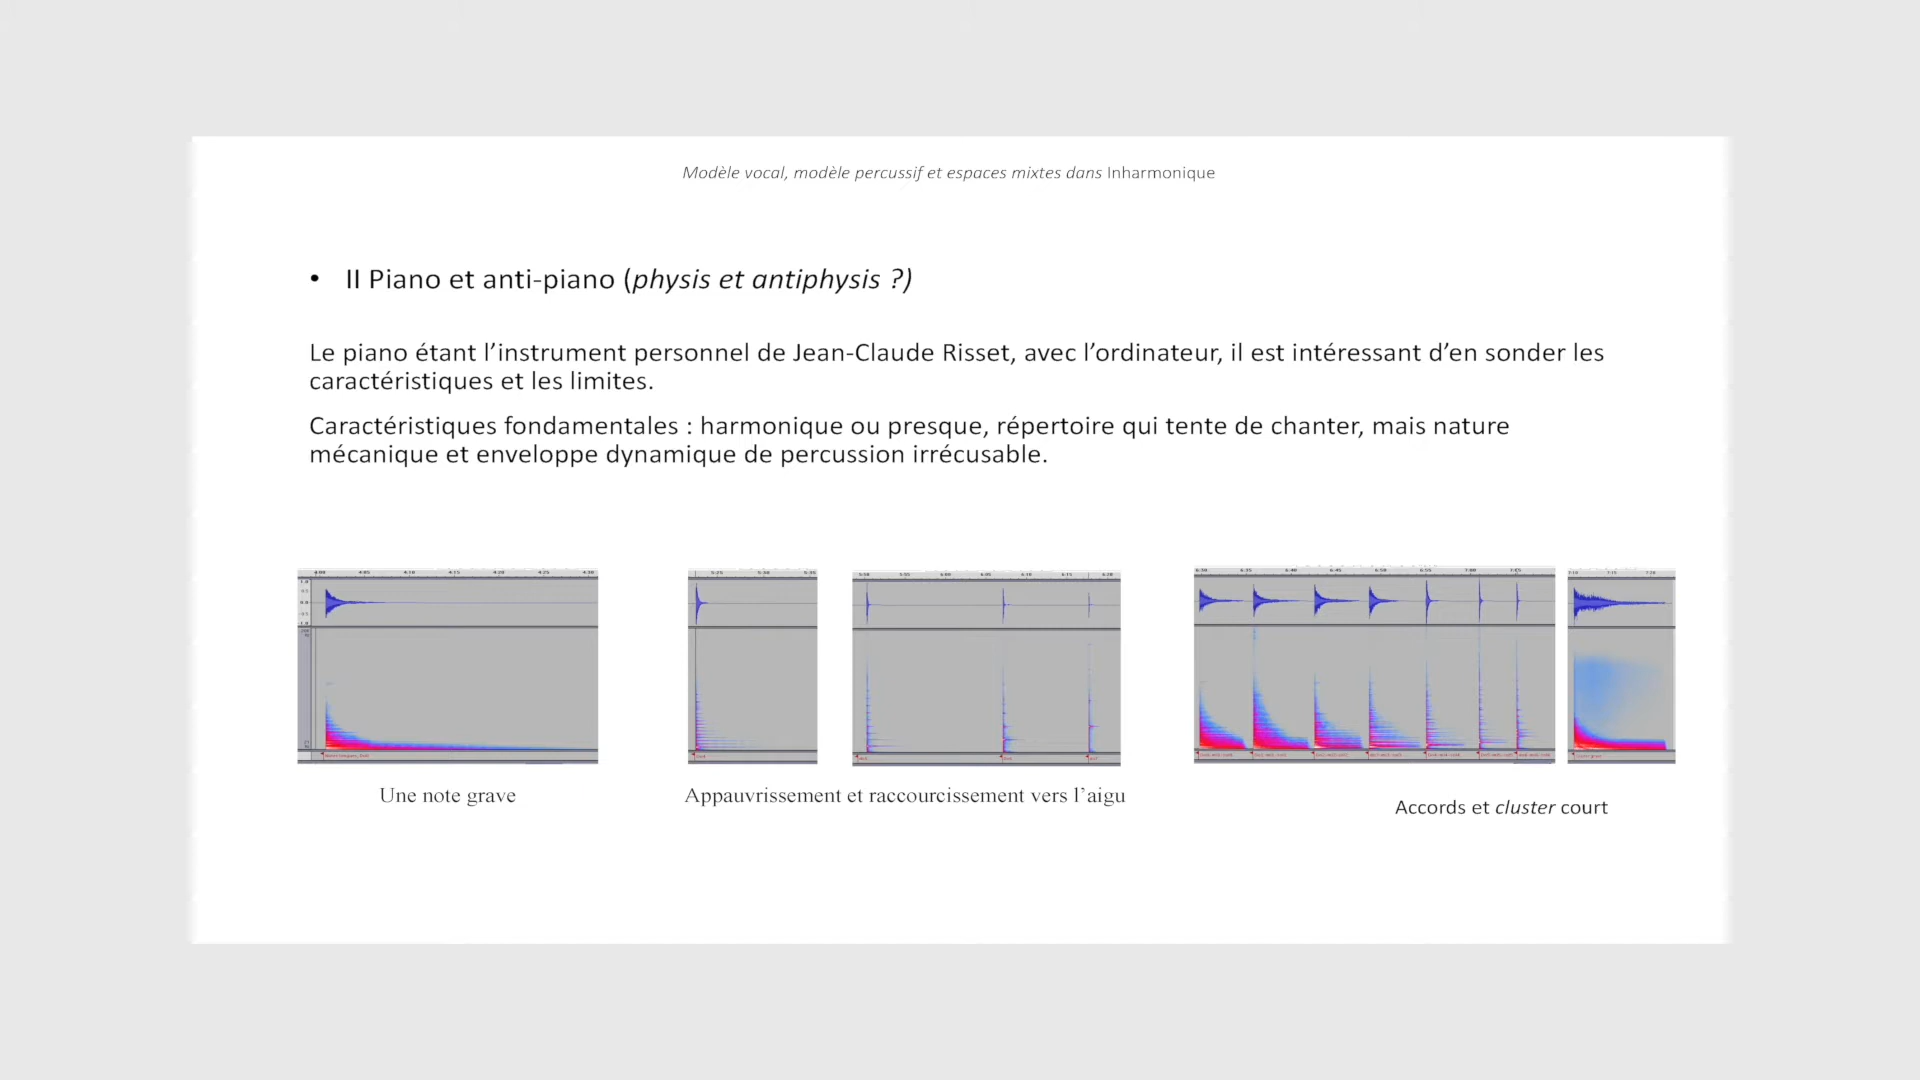 Modèle vocal, modèle percussif et espaces mixtes dans Inharmonique
• II Piano et anti-piano (physis et antiphysis ?)
Le piano étant l’instrument personnel de Jean-Claude Risset, avec l’ordinateur, il est intéressant d’en sonder les
caractéristiques et les limites.
Caractéristiques fondamentales : harmonique ou presque, répertoire qui tente de chanter, mais nature
mécanique et enveloppe dynamique de percussion irrécusable.
Une note grave
Appauvrissement et raccourcissement vers l’aigu
Accords et cluster court